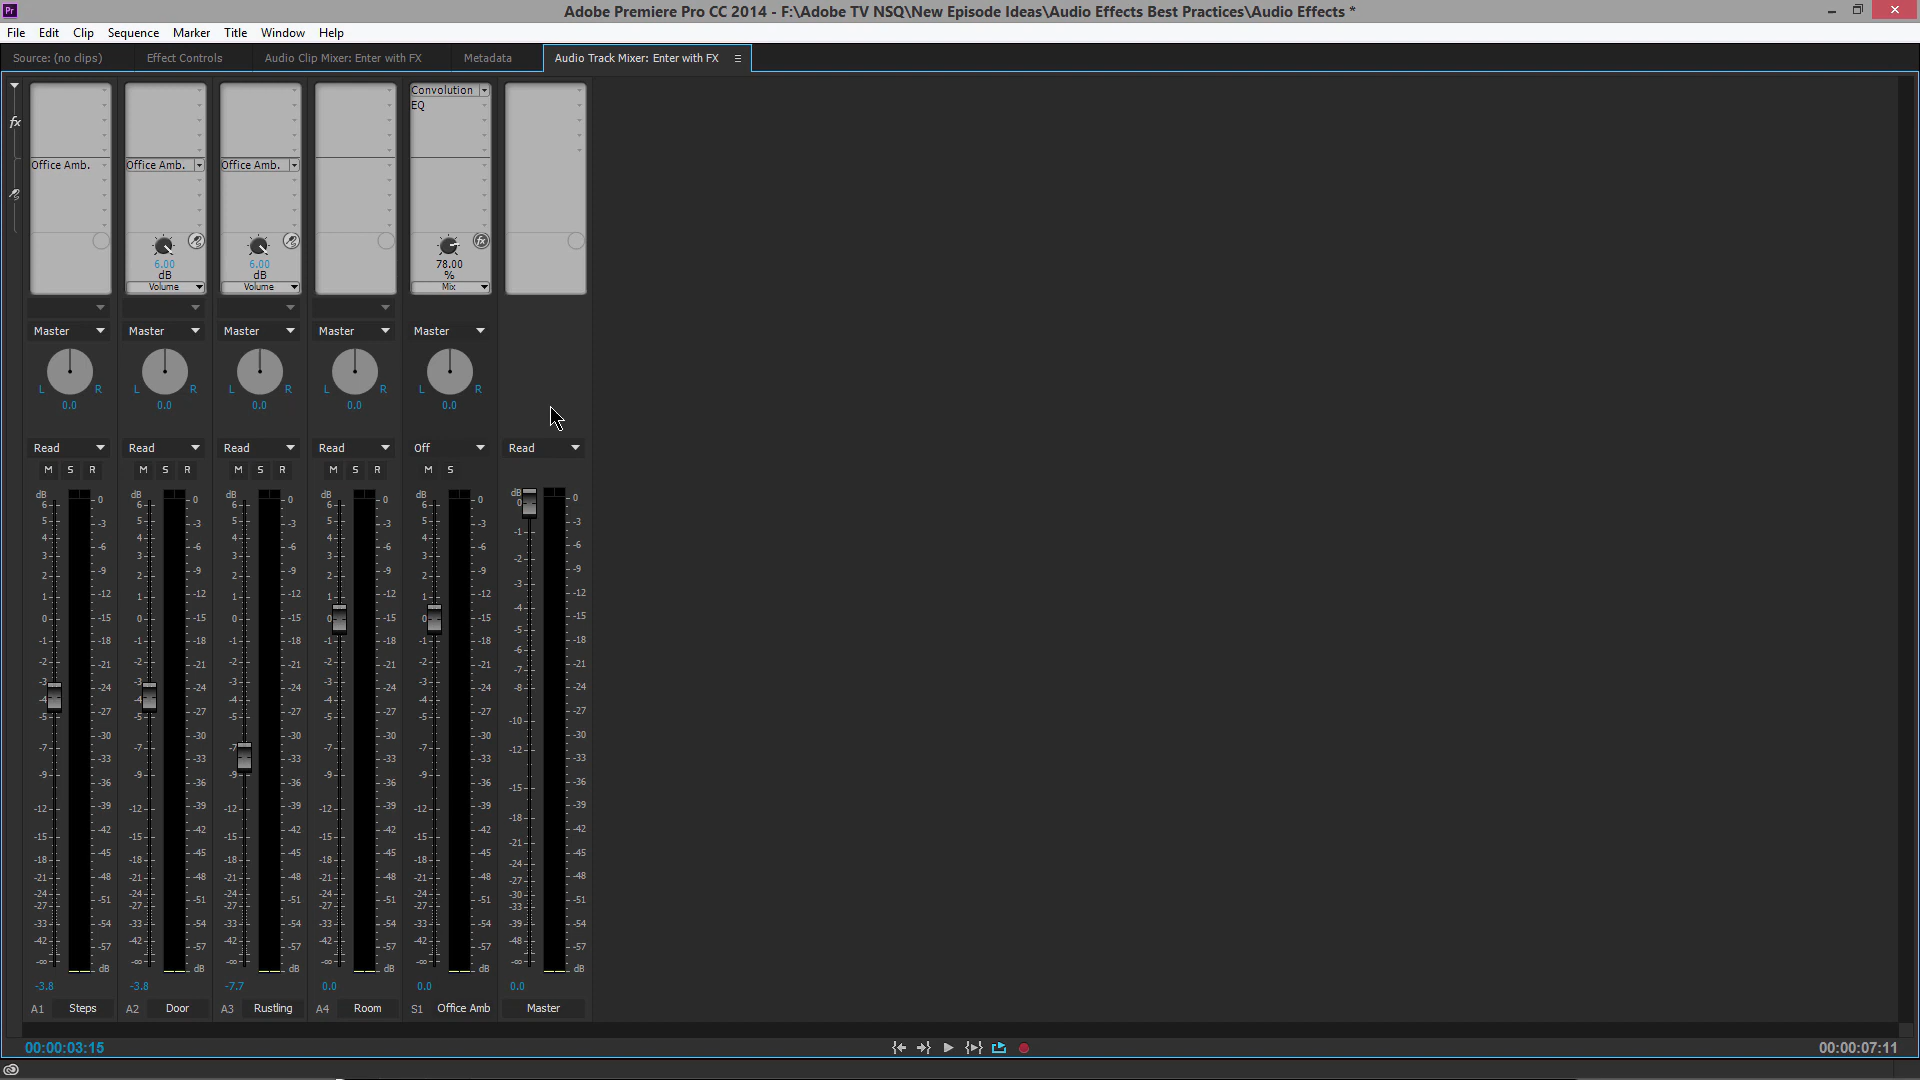 Pr Adobe Premiere Pro CC 2014 - F:\Adobe TV NSQ\New Episode Ideas\Audio Effects Best Practices\Audio Effects *
File Edit Clip Sequence Marker Title Window Help
Source: (no clips) Effect Controls Audio Clip Mixer: Enter with FX Metadata Audio Track Mixer: Enter with FX
Convolution
fx EQ
Office Amb. Office Amb. Office Amb.
fx
6.00 6.00 78.00
dB dB %
Volume Volume Mix
Master Master Master Master Master
L R L R L R L R L R
0.0 0.0 0.0 0.0 0.0
Read Read Read Read Off Read
M S R M S R M S R M S R M S
dB dB dB dB dB dB
6 0 6 0 6 0 6 0 6 0 0 0
5 -3 5 -3 5 -3 5 -3 5 -3 -1 -3
4 -6 4 -6 4 -6 4 -6 4 -6 -2 -6
3 -9 3 -9 3 -9 3 -9 3 -9 -3 -9
2 -12 2 -12 2 -12 2 -12 2 -12 -4 -12
1 1 1 1 1
0 -15 0 -15 0 -15 0 -15 0 -15 -5 -15
-1 -18 -1 -18 -1 -18 -1 -18 -1 -18 -6 -18
-2 -21 -2 -21 -2 -21 -2 -21 -2 -21 -7 -21
-3 -24 -3 -24 -3 -24 -3 -24 -3 -24 -8 -24
-4 -4 -4 -4 -4
-5 -27 -5 -27 -5 -27 -5 -27 -5 -27 -10 -27
-7 -30 -7 -30 -7 -30 -7 -30 -7 -30 -12 -30
-33 -33 -33 -33 -33 -33
-9 -36 -9 -36 -9 -36 -9 -36 -9 -36 -15 -36
-12 -39 -12 -39 -12 -39 -12 -39 -12 -39 -18 -39
-15 -42 -15 -42 -15 -42 -15 -42 -15 -42 -21 -42
-18 -45 -18 -45 -18 -45 -18 -45 -18 -45 -24 -45
-21 -48 -21 -48 -21 -48 -21 -48 -21 -48 -27 -48
-24 -51 -24 -51 -24 -51 -24 -51 -24 -51 -30 -51
-27 -27 -27 -27 -27 -33
-33 -54 -33 -54 -33 -54 -33 -54 -33 -54 -39 -54
-42 -57 -42 -57 -42 -57 -42 -57 -42 -57 -48 -57
-∞ dB -∞ dB -∞ dB -∞ dB -∞ dB -∞ dB
-3.8 -3.8 -7.7 0.0 0.0 0.0
A1 Steps A2 Door A3 Rustling A4 Room S1 Office Amb Master
00:00:03:15 00:00:07:11